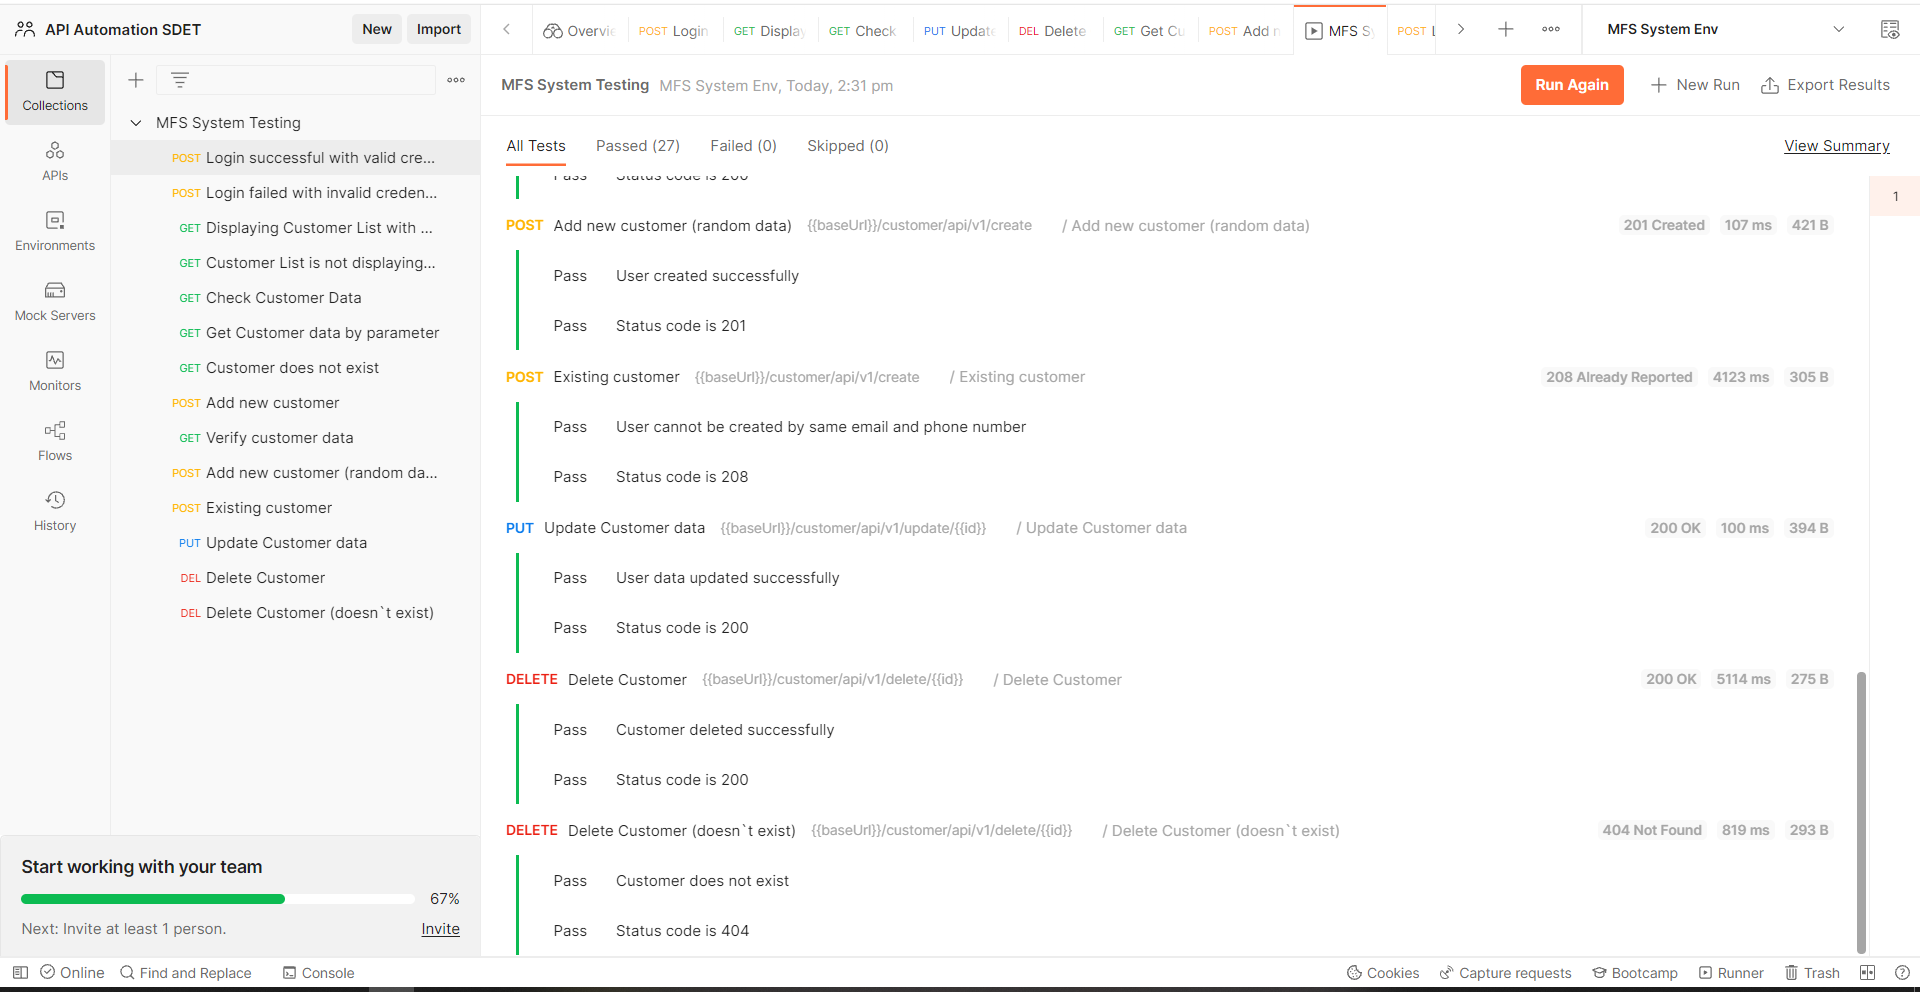 API Automation SDET
New
Import
Overvie
POST Login
GET Display
GET Check
PUT Update
DEL Delete
GET Get Cu
POST Add n
MFS Sy
POST L
MFS System Env
Collections
APIs
Environments
Mock Servers
Monitors
Flows
History
MFS System Testing
POST Login successful with valid cre...
POST Login failed with invalid creden...
GET Displaying Customer List with ...
GET Customer List is not displaying...
GET Check Customer Data
GET Get Customer data by parameter
GET Customer does not exist
POST Add new customer
GET Verify customer data
POST Add new customer (random da...
POST Existing customer
PUT Update Customer data
DEL Delete Customer
DEL Delete Customer (doesn`t exist)
Start working with your team
67%
Next: Invite at least 1 person.
Invite
MFS System Testing MFS System Env, Today, 2:31 pm
Run Again
New Run
Export Results
All Tests
Passed (27)
Failed (0)
Skipped (0)
View Summary
1
Pass Status code is 200
POST Add new customer (random data) {{baseUrl}}/customer/api/v1/create / Add new customer (random data) 201 Created 107 ms 421 B
Pass User created successfully
Pass Status code is 201
POST Existing customer {{baseUrl}}/customer/api/v1/create / Existing customer 208 Already Reported 4123 ms 305 B
Pass User cannot be created by same email and phone number
Pass Status code is 208
PUT Update Customer data {{baseUrl}}/customer/api/v1/update/{{id}} / Update Customer data 200 OK 100 ms 394 B
Pass User data updated successfully
Pass Status code is 200
DELETE Delete Customer {{baseUrl}}/customer/api/v1/delete/{{id}} / Delete Customer 200 OK 5114 ms 275 B
Pass Customer deleted successfully
Pass Status code is 200
DELETE Delete Customer (doesn`t exist) {{baseUrl}}/customer/api/v1/delete/{{id}} / Delete Customer (doesn`t exist) 404 Not Found 819 ms 293 B
Pass Customer does not exist
Pass Status code is 404
Online
Find and Replace
Console
Cookies
Capture requests
Bootcamp
Runner
Trash